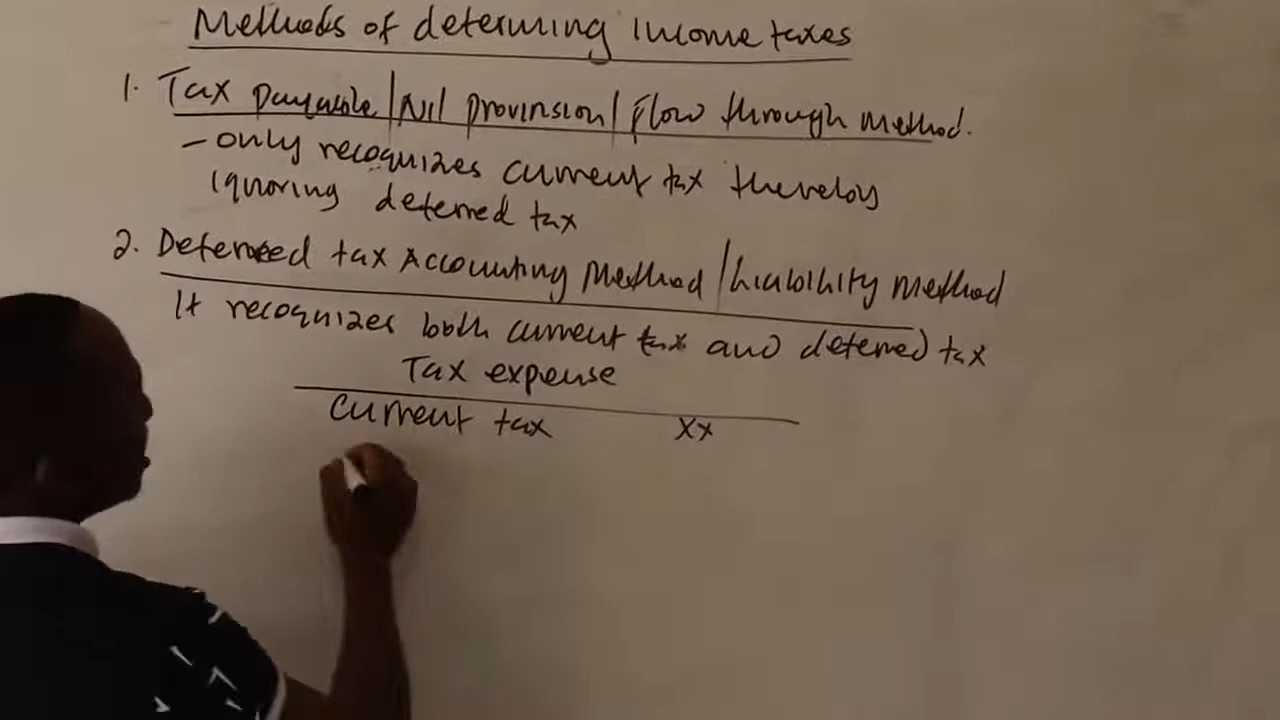 Methods of determing income taxes
1. Tax payable/Nil provinsion/Flow through method.
- only recognizes current tax thereby
ignoring deferred tax
2. Deferred tax Accounting Method/Liability method
It recognizes both current tax and deferred tax
Tax expense
current tax xx